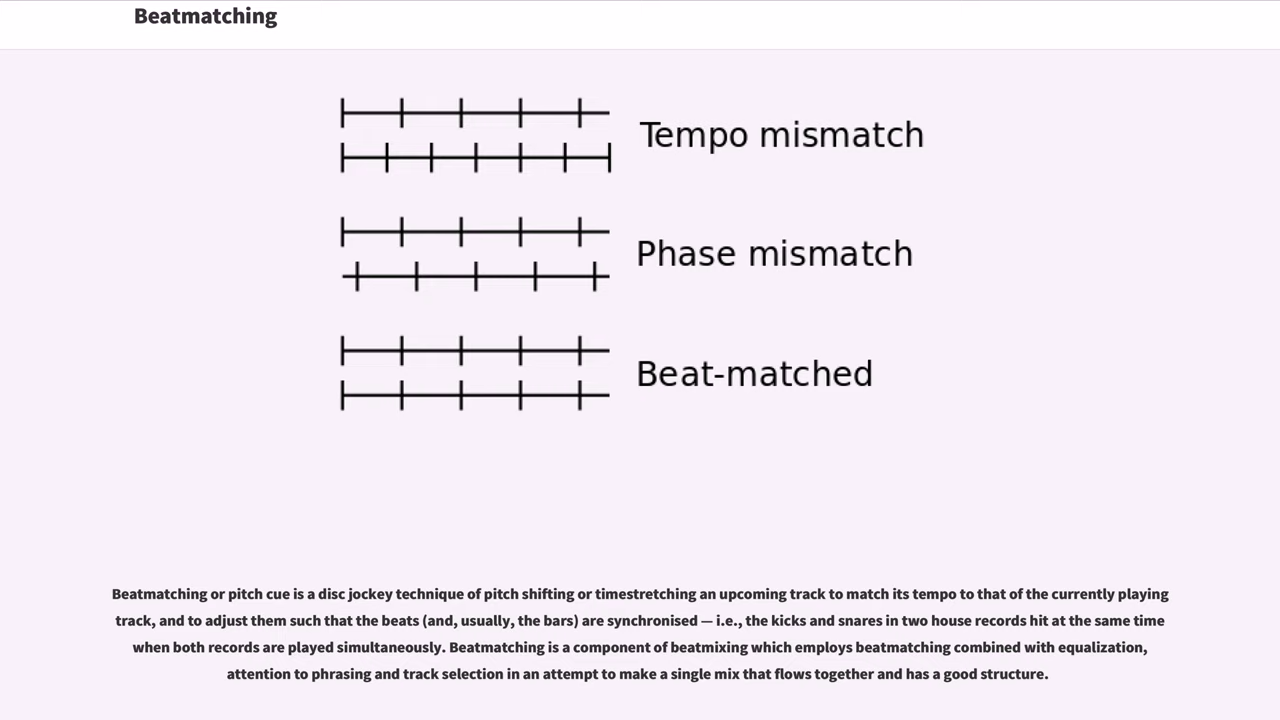 Beatmatching
Tempo mismatch
Phase mismatch
Beat-matched
Beatmatching or pitch cue is a disc jockey technique of pitch shifting or timestretching an upcoming track to match its tempo to that of the currently playing
track, and to adjust them such that the beats (and, usually, the bars) are synchronised — i.e., the kicks and snares in two house records hit at the same time
when both records are played simultaneously. Beatmatching is a component of beatmixing which employs beatmatching combined with equalization,
attention to phrasing and track selection in an attempt to make a single mix that flows together and has a good structure.